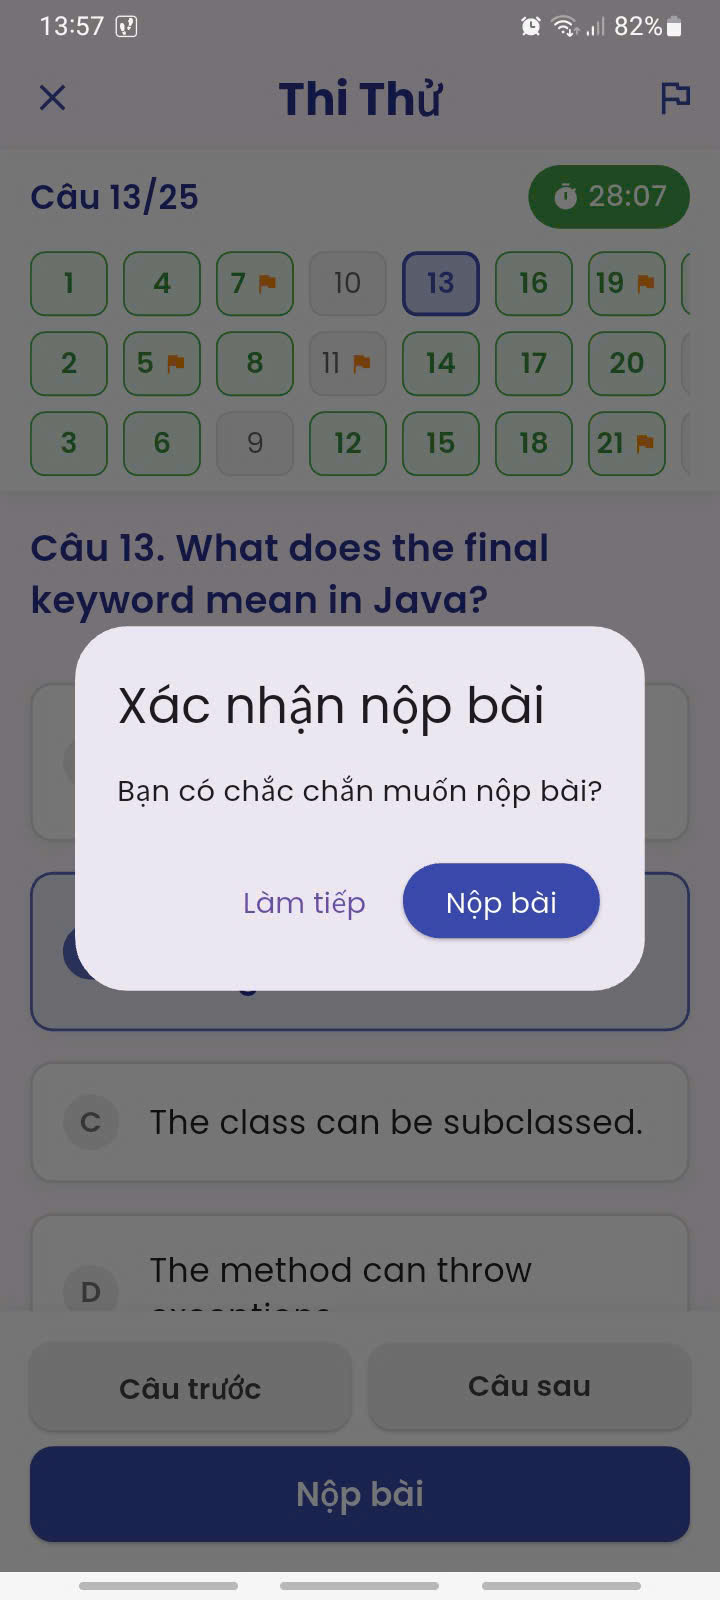 13:57
82%
Thi Thử
Câu 13/25
28:07
1 4 7 10 13 16 19
2 5 8 11 14 17 20
3 6 9 12 15 18 21
Câu 13. What does the final
keyword mean in Java?
Xác nhận nộp bài
Bạn có chắc chắn muốn nộp bài?
Làm tiếp
Nộp bài
C
The class can be subclassed.
D
The method can throw
Câu trước
Câu sau
Nộp bài